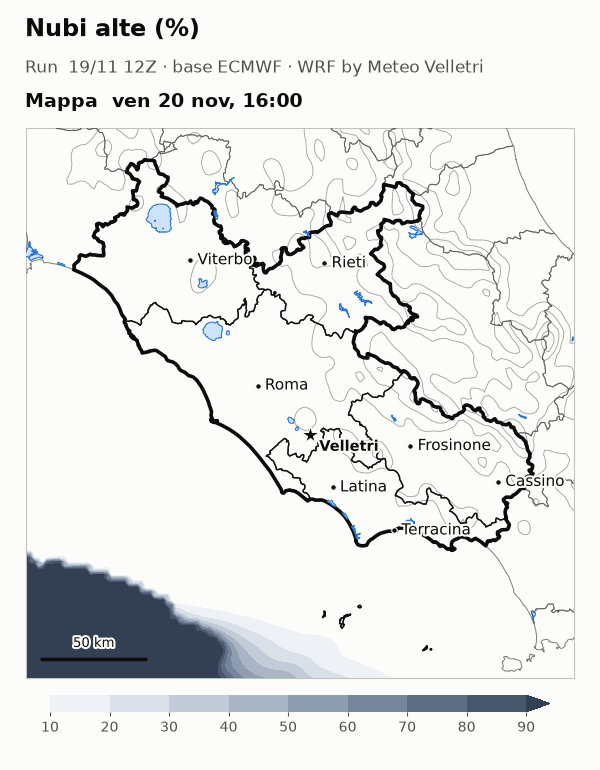 Nubi alte (%)
Run 19/11 12Z · base ECMWF · WRF by Meteo Velletri
Mappa ven 20 nov, 16:00
Viterbo
Rieti
Roma
Velletri
Frosinone
Latina
Cassino
Terracina
50 km
10 20 30 40 50 60 70 80 90